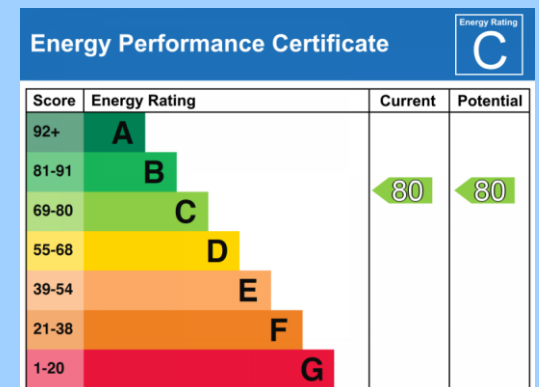 Energy Performance Certificate
Energy Rating
C
Score Energy Rating Current Potential
92+ A
81-91 B
80 80
69-80 C
55-68 D
39-54 E
21-38 F
1-20 G